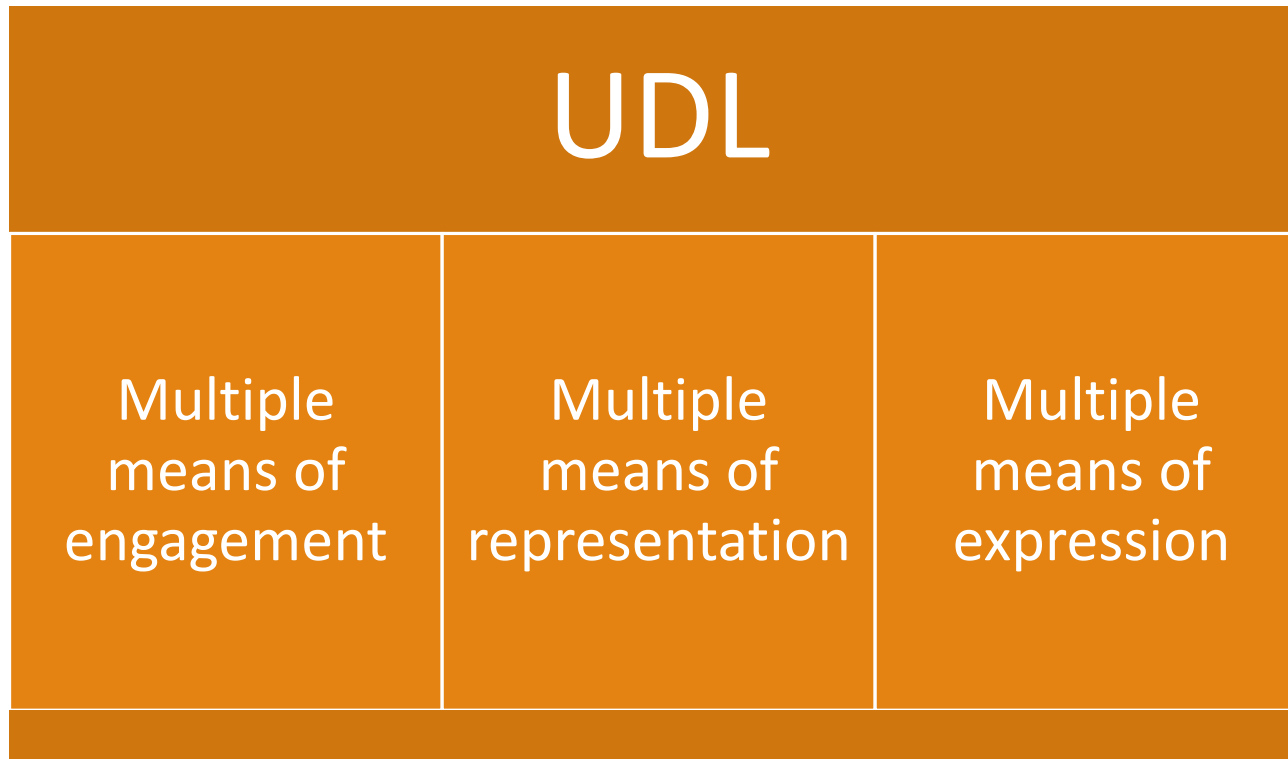 UDL
Multiple
means of
engagement
Multiple
means of
representation
Multiple
means of
expression